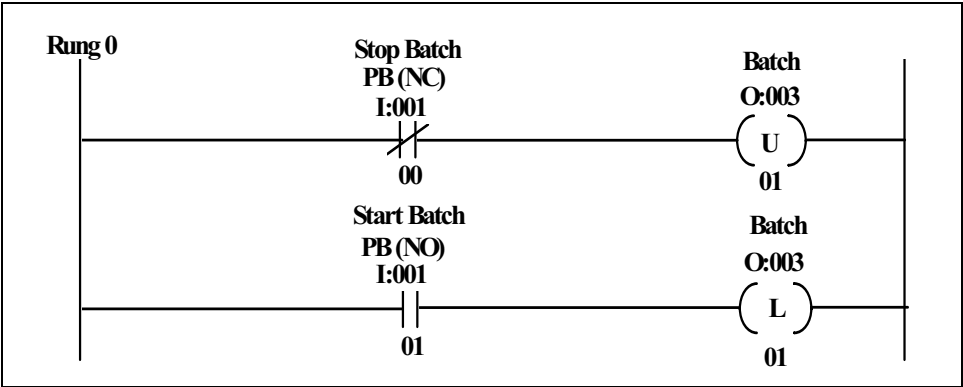 Rung 0
Stop Batch
PB (NC)
I:001
00
Batch
O:003
U
01
Start Batch
PB (NO)
I:001
01
Batch
O:003
L
01